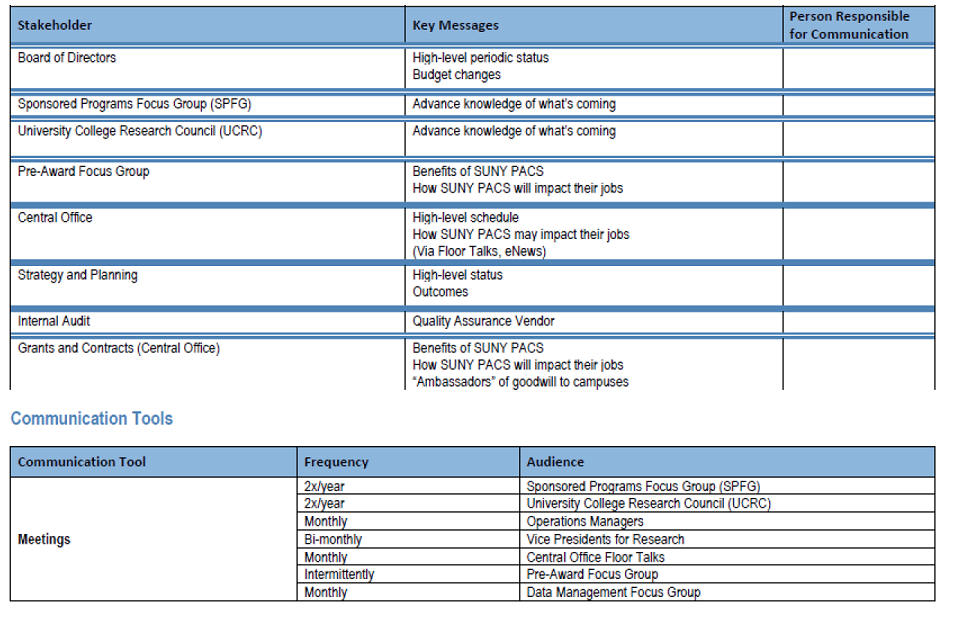 Stakeholder Key Messages Person Responsible
for Communication
Board of Directors High-level periodic status
Budget changes
Sponsored Programs Focus Group (SPFG) Advance knowledge of what's coming
University College Research Council (UCRC) Advance knowledge of what's coming
Pre-Award Focus Group Benefits of SUNY PACS
How SUNY PACS will impact their jobs
Central Office High-level schedule
How SUNY PACS may impact their jobs
(Via Floor Talks, eNews)
Strategy and Planning High-level status
Outcomes
Internal Audit Quality Assurance Vendor
Grants and Contracts (Central Office) Benefits of SUNY PACS
How SUNY PACS will impact their jobs
“Ambassadors” of goodwill to campuses
Communication Tools
Communication Tool Frequency Audience
2x/year Sponsored Programs Focus Group (SPFG)
2x/year University College Research Council (UCRC)
Monthly Operations Managers
Meetings Bi-monthly Vice Presidents for Research
Monthly Central Office Floor Talks
Intermittently Pre-Award Focus Group
Monthly Data Management Focus Group